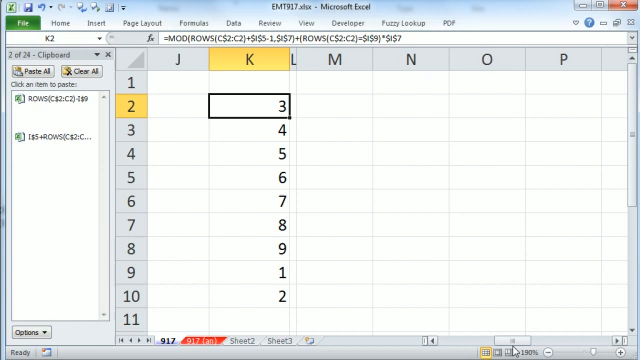 EMT917.xlsx - Microsoft Excel
File Home Insert Page Layout Formulas Data Review View Developer Fuzzy Lookup PDF
K2 fx =MOD(ROWS(C$2:C2)+$I$5-1,$I$7)+(ROWS(C$2:C2)=$I$9)*$I$7
2 of 24 - Clipboard
Paste All Clear All
Click an item to paste:
ROWS(C$2:C2)-I$9
I$5+ROWS(C$2:C...
Options
J K L M N O P
1
2 3
3 4
4 5
5 6
6 7
7 8
8 9
9 1
10 2
11
917 917 (an) Sheet2 Sheet3
Ready 190%